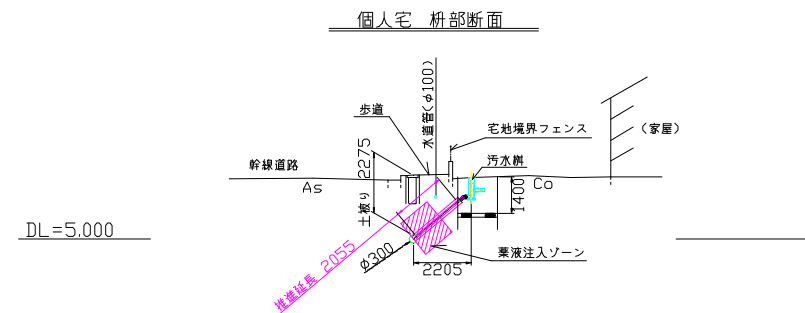 個人宅 枡部断面
水道管(φ100)
歩道
宅地境界フェンス
(家屋)
汚水桝
幹線道路
2275
As
Co
1400
土被り
DL=5.000
φ300
薬液注入ゾーン
2205
推進延長 2055